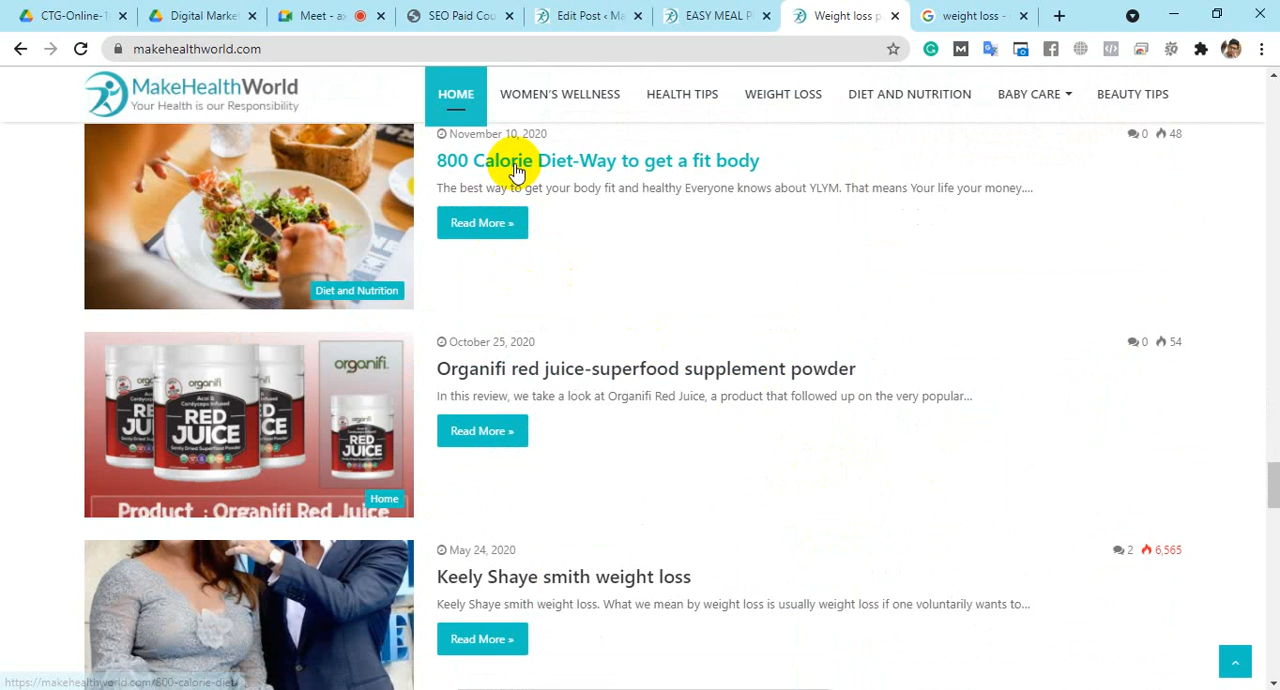 CTG-Online-1
CTET - Online
Meet - ax
SEO Paid Cou
Edit Post ‹ Ma
EASY MEAL P
Weight loss p
weight loss -
makehealthworld.com
MakeHealthWorld
Your Health is our Responsibility
HOME WOMEN'S WELLNESS HEALTH TIPS WEIGHT LOSS DIET AND NUTRITION BABY CARE BEAUTY TIPS
November 10, 2020 0 48
800 Calorie Diet-Way to get a fit body
The best way to get your body fit and healthy Everyone knows about YLYM. That means Your life your money....
Read More »
Diet and Nutrition
October 25, 2020 0 54
Organifi red juice-superfood supplement powder
In this review, we take a look at Organifi Red Juice, a product that followed up on the very popular...
Read More »
organifi
RED
JUICE
Home
Product : Organifi Red Juice
May 24, 2020 2 6,565
Keely Shaye smith weight loss
Keely Shaye smith weight loss. What we mean by weight loss is usually weight loss if one voluntarily wants to...
Read More »
https://makehealthworld.com/800-calorie-diet/